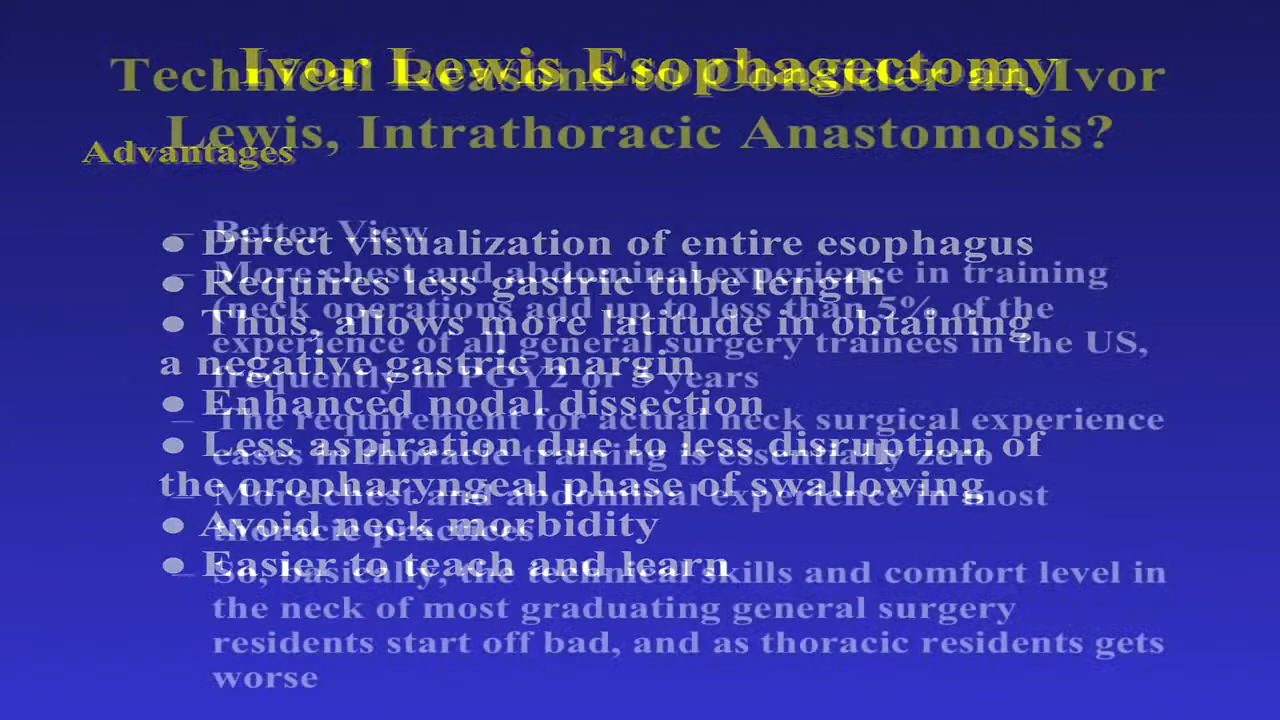 Ivor Lewis Esophagectomy
Advantages
● Direct visualization of entire esophagus
● Requires less gastric tube length
● Thus, allows more latitude in obtaining
a negative gastric margin
● Enhanced nodal dissection
● Less aspiration due to less disruption of
the oropharyngeal phase of swallowing
● Avoid neck morbidity
● Easier to teach and learn
Technical Reasons to Consider an Ivor
Lewis, Intrathoracic Anastomosis?
– Better View
– More chest and abdominal experience in training
(neck operations add up to less than 5% of the
experience of all general surgery trainees in the US,
frequently in PGY2 or years
– The requirement for actual neck surgical experience
cases in thoracic training is essentially zero
– More chest and abdominal experience in most
thoracic practices
– So, basically, the technical skills and comfort level in
the neck of most graduating general surgery
residents start off bad, and as thoracic residents gets
worse